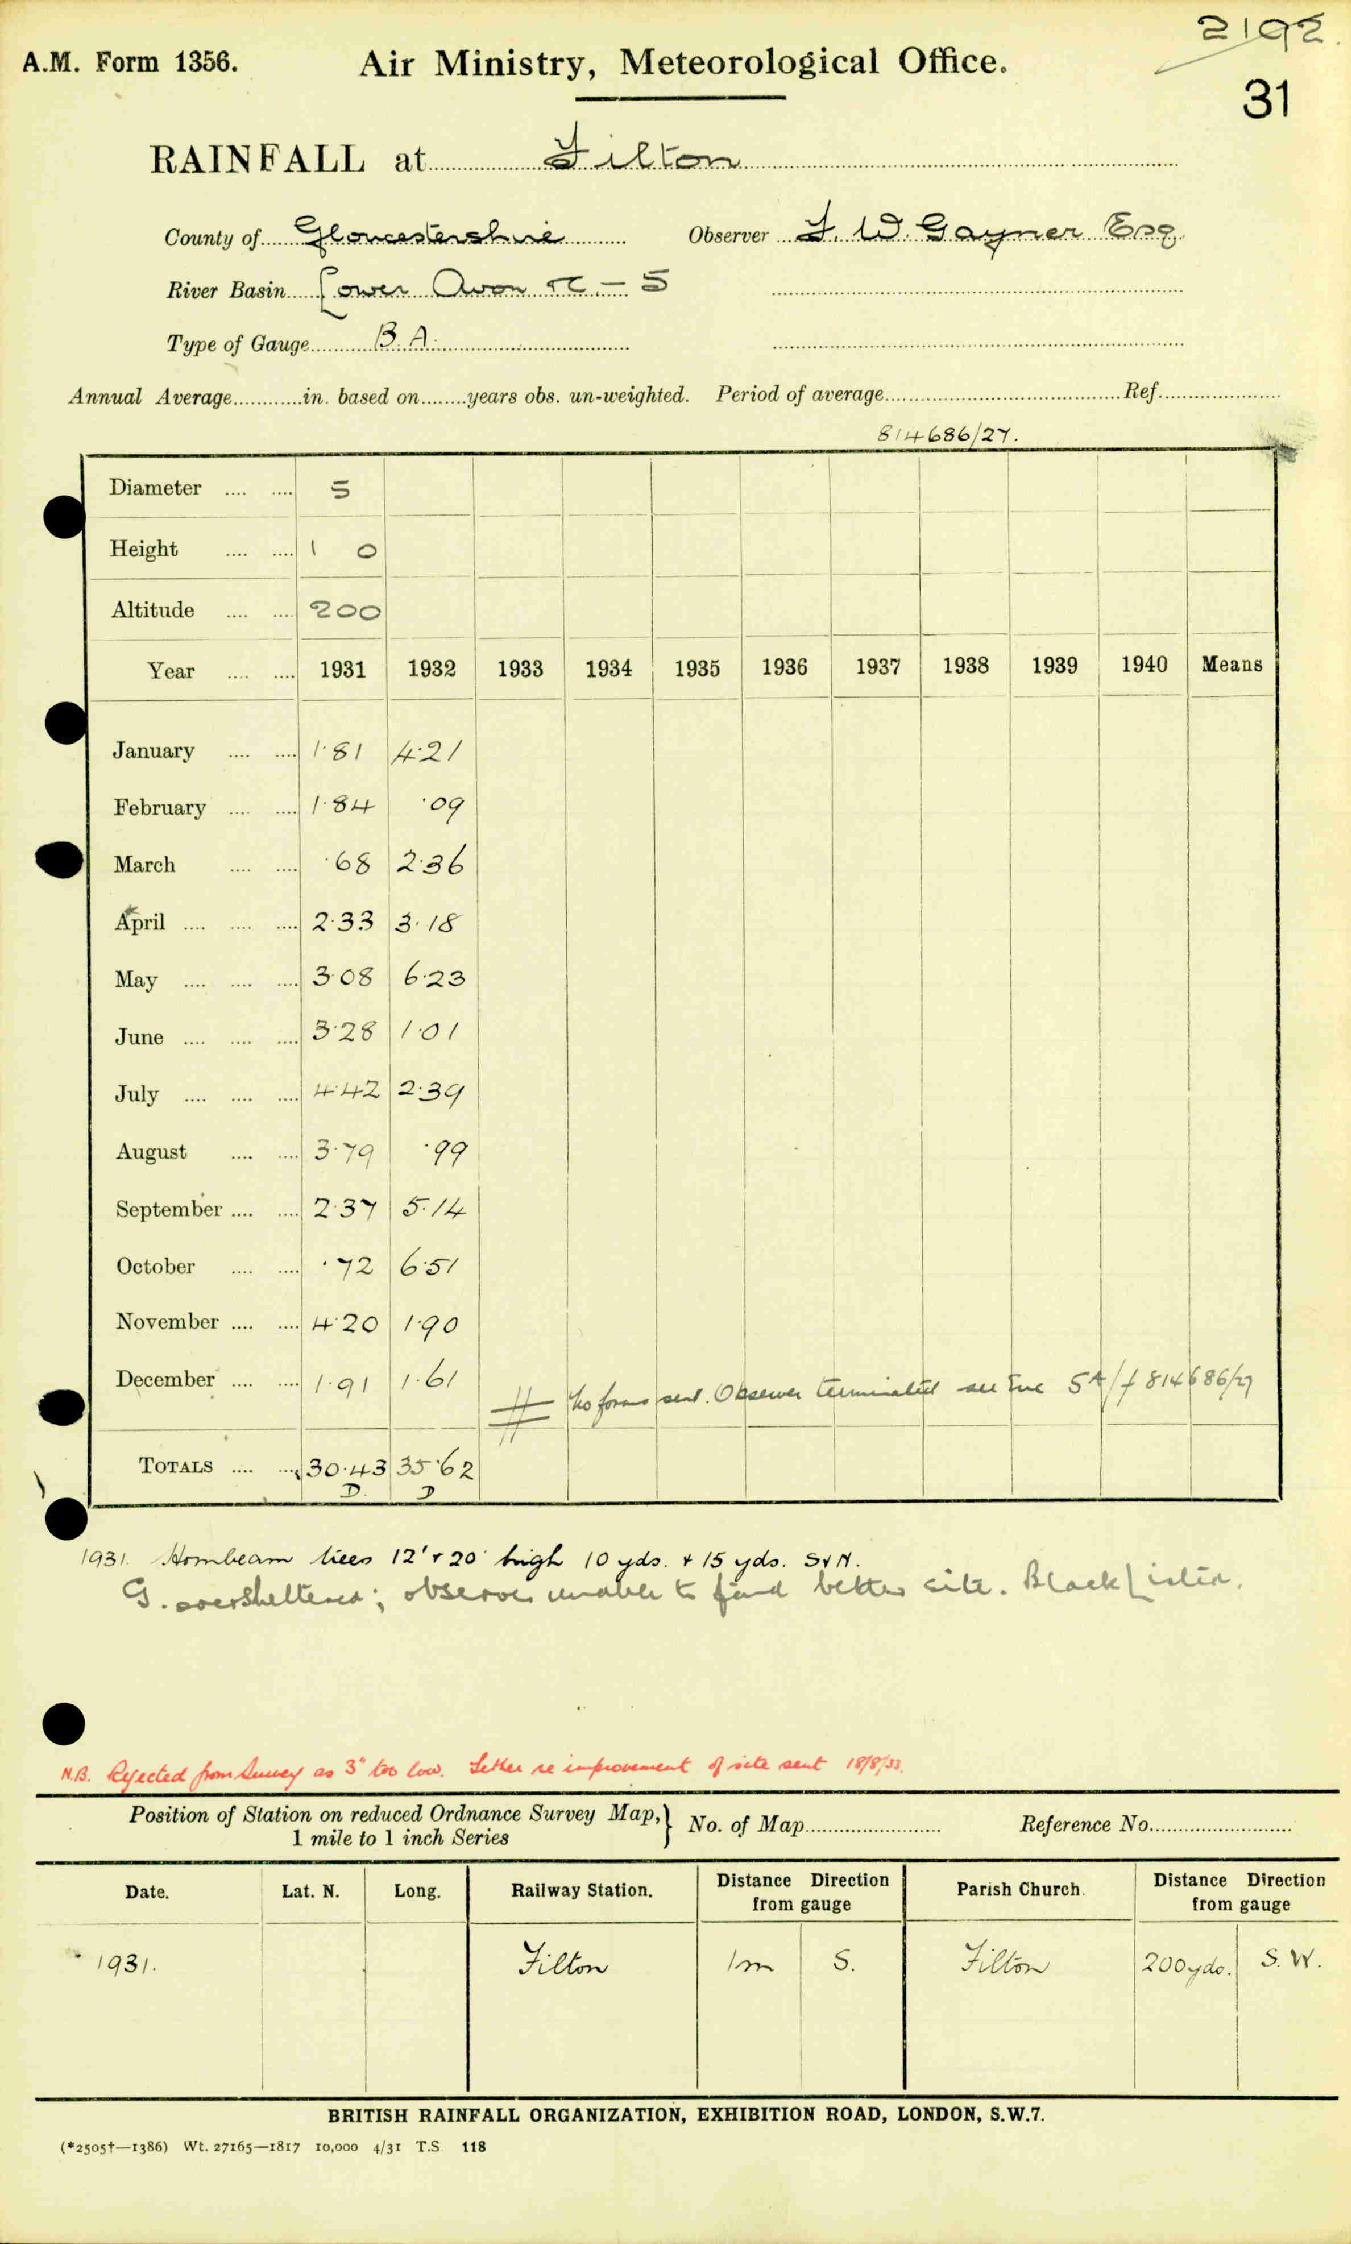 2192.
A.M. Form 1356. Air Ministry, Meteorological Office.
31
RAINFALL at Filton
County of Gloucestershire Observer F. W. Gayner Esq
River Basin Lower Avon &c. – 5
Type of Gauge B.A.
Annual Average in. based on years obs. un-weighted. Period of average Ref.
814686/27.
Diameter 5
Height 1 0
Altitude 200
Year 1931 1932 1933 1934 1935 1936 1937 1938 1939 1940 Means
January 1.81 4.21
February 1.84 .09
March .68 2.36
April 2.33 3.18
May 3.08 6.23
June 3.28 1.01
July 4.42 2.39
August 3.79 .99
September 2.37 5.14
October .72 6.51
November 4.20 1.90
December 1.91 1.61 No forms sent. Observer terminated see 5A/f 814686/27
TOTALS 30.43 35.62
D. D
1931. Hornbeam trees 12' & 20' high 10 yds. & 15 yds. S & N.
G. oversheltered; observer unable to find better site. Black Listed.
N.B. Rejected from Survey as 3" too low. Letter re improvement of site sent 18/8/33.
Position of Station on reduced Ordnance Survey Map, } No. of Map Reference No.
1 mile to 1 inch Series
Date. Lat. N. Long. Railway Station. Distance Direction from gauge Parish Church. Distance Direction from gauge
1931. Filton 1m S. Filton 200yds. S.W.
BRITISH RAINFALL ORGANIZATION, EXHIBITION ROAD, LONDON, S.W.7.
(*2505†—1386) Wt. 27165—1817 10,000 4/31 T.S. 118